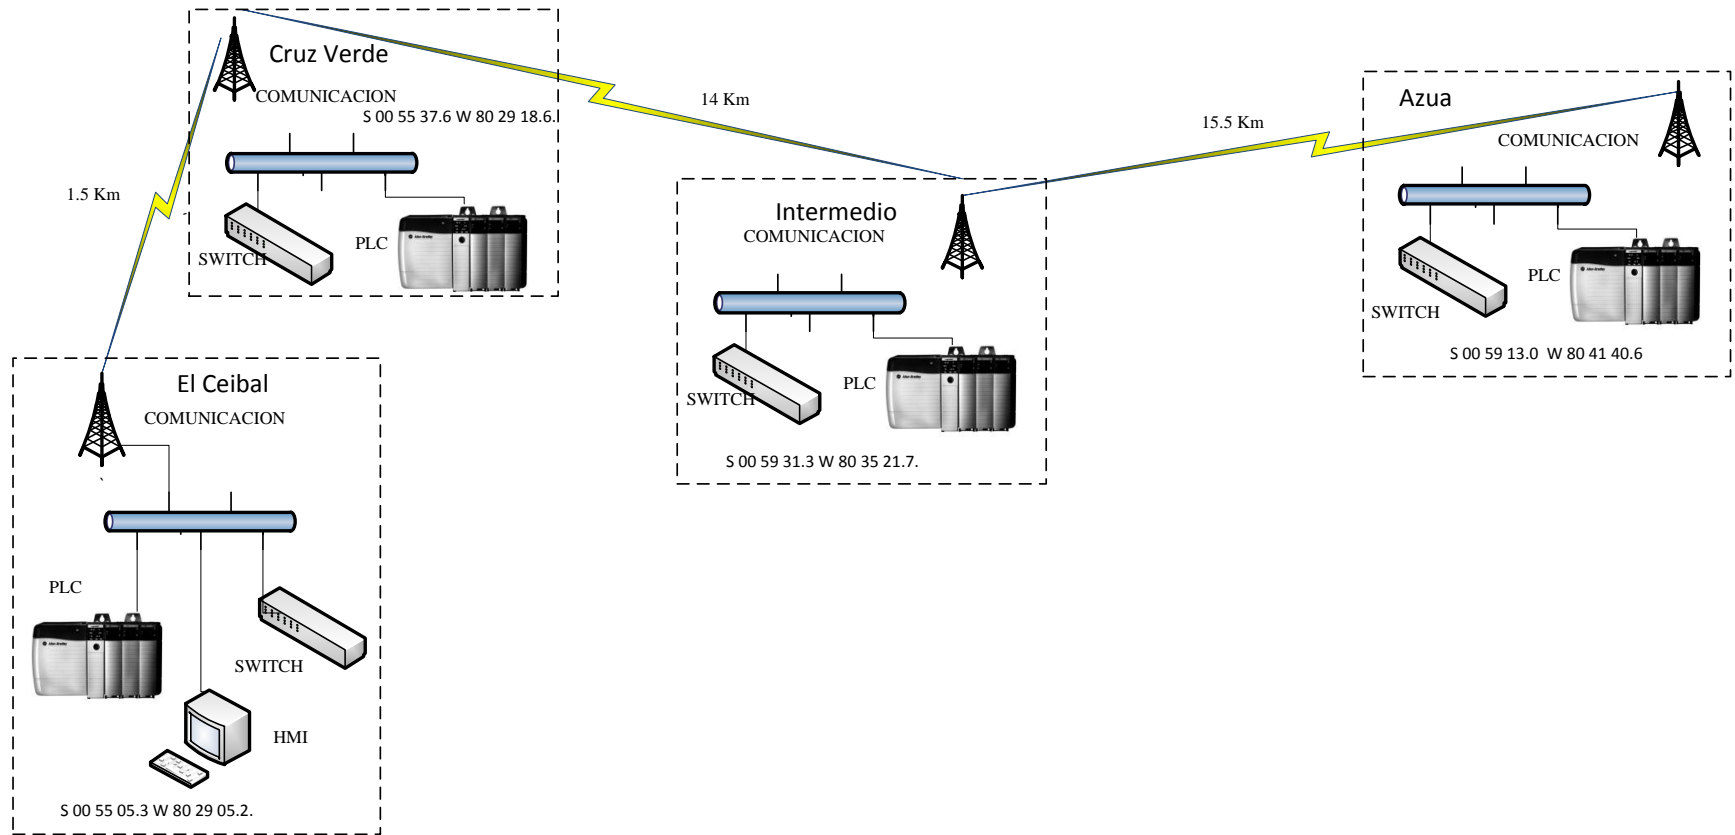 Cruz Verde
COMUNICACION
S 00 55 37.6 W 80 29 18.6.
SWITCH
PLC
1.5 Km
14 Km
15.5 Km
Azua
COMUNICACION
SWITCH
PLC
S 00 59 13.0 W 80 41 40.6
Intermedio
COMUNICACION
SWITCH
PLC
S 00 59 31.3 W 80 35 21.7.
El Ceibal
COMUNICACION
PLC
SWITCH
HMI
S 00 55 05.3 W 80 29 05.2.